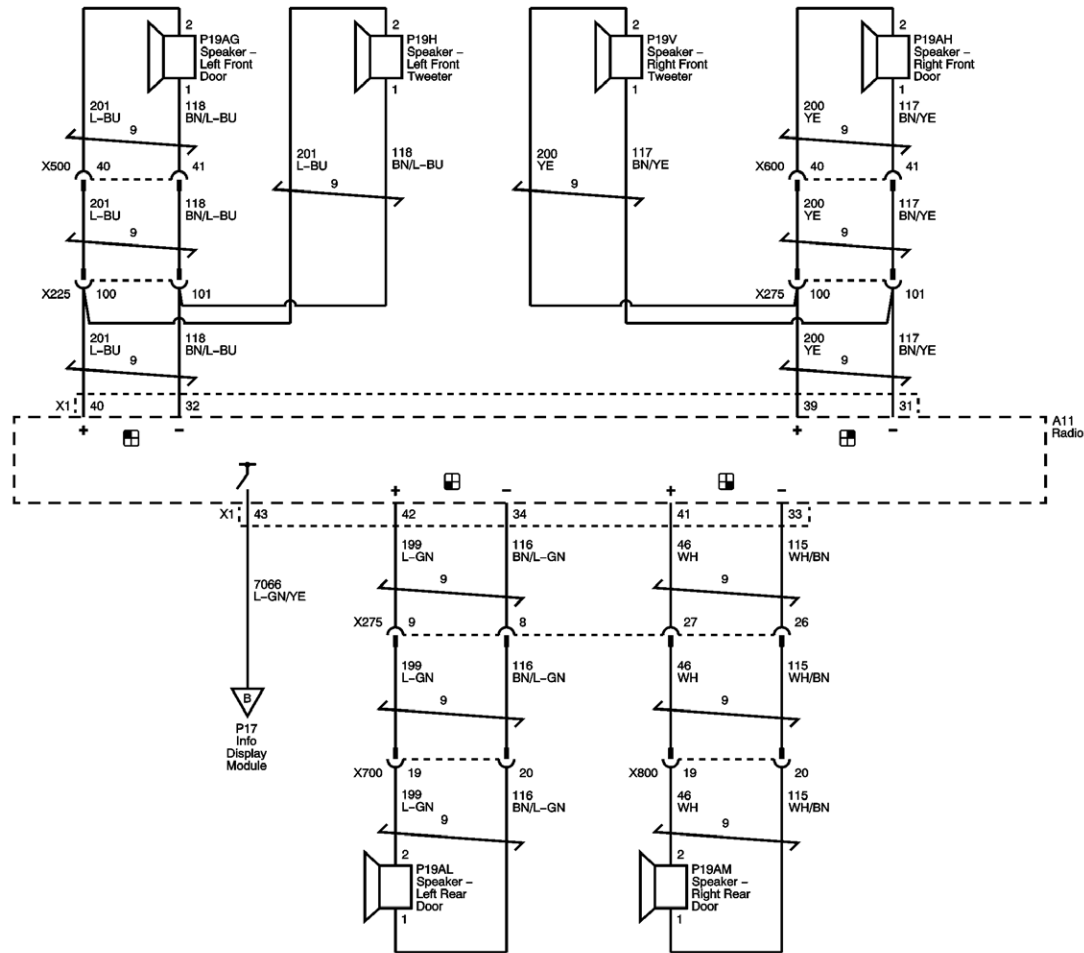 2
P19AG
Speaker –
Left Front
Door
1
2
P19H
Speaker –
Left Front
Tweeter
1
2
P19V
Speaker –
Right Front
Tweeter
1
2
P19AH
Speaker –
Right Front
Door
1
201
L–BU
118
BN/L–BU
9
200
YE
117
BN/YE
9
X500 40 41
201
L–BU
118
BN/L–BU
9
200
YE
117
BN/YE
9
X600 40 41
201
L–BU
118
BN/L–BU
9
200
YE
117
BN/YE
9
X225 100 101
X275 100 101
201
L–BU
118
BN/L–BU
9
200
YE
117
BN/YE
9
X1 40 32 39 31
+ –
+ –
A11
Radio
+ –
+ –
X1 43 42 34 41 33
7066
L–GN/YE
199
L–GN
116
BN/L–GN
9
46
WH
115
WH/BN
9
X275 9 8 27 26
199
L–GN
116
BN/L–GN
9
46
WH
115
WH/BN
9
B
P17
Info
Display
Module
X700 19 20
X800 19 20
199
L–GN
116
BN/L–GN
9
46
WH
115
WH/BN
9
2
P19AL
Speaker –
Left Rear
Door
1
2
P19AM
Speaker –
Right Rear
Door
1